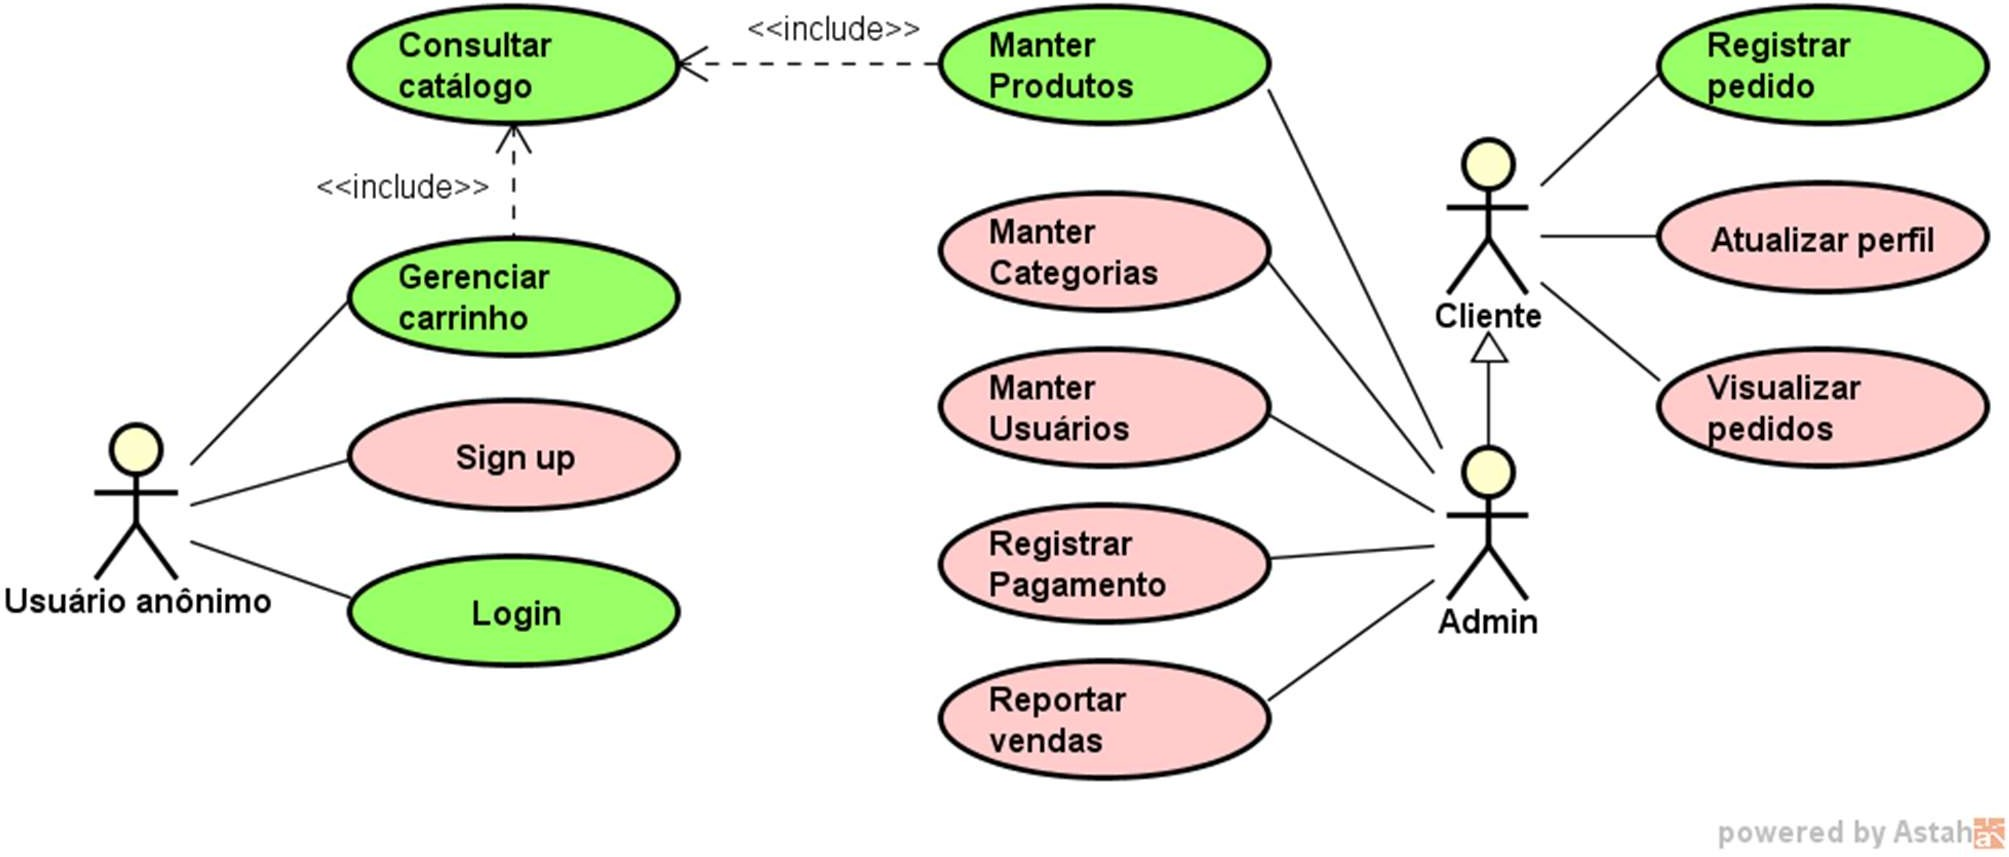 Consultar
catálogo
<<include>>
Manter
Produtos
Registrar
pedido
<<include>>
Gerenciar
carrinho
Manter
Categorias
Atualizar perfil
Cliente
Manter
Usuários
Visualizar
pedidos
Sign up
Usuário anônimo
Login
Registrar
Pagamento
Admin
Reportar
vendas
powered by Astah